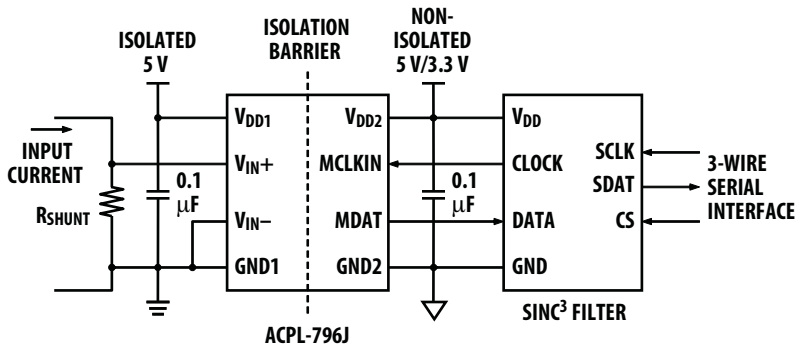 ISOLATED
5 V
ISOLATION
BARRIER
NON-
ISOLATED
5 V/3.3 V
INPUT
CURRENT
RSHUNT
0.1
μF
VDD1
VIN+
VIN–
GND1
VDD2
MCLKIN
MDAT
GND2
ACPL-796J
0.1
μF
VDD
CLOCK
DATA
GND
SCLK
SDAT
CS
SINC³ FILTER
3-WIRE
SERIAL
INTERFACE